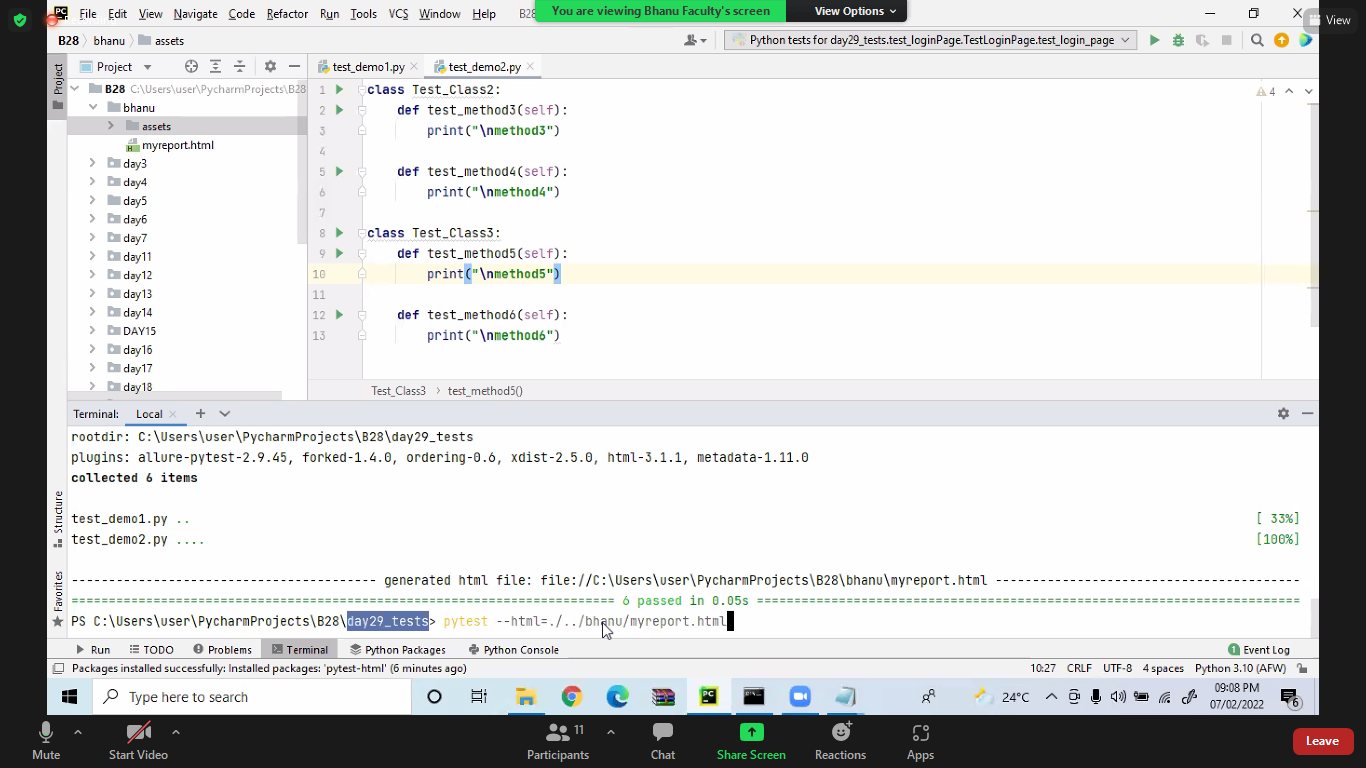 You are viewing Bhanu Faculty's screen
View Options
View
File Edit View Navigate Code Refactor Run Tools VCS Window Help
B28 bhanu assets
Python tests for day29_tests.test_loginPage.TestLoginPage.test_login_page
Project
Project
test_demo1.py
test_demo2.py
B28 C:\Users\user\PycharmProjects\B28
bhanu
assets
myreport.html
day3
day4
day5
day6
day7
day11
day12
day13
day14
DAY15
day16
day17
day18
4
1 class Test_Class2:
2 def test_method3(self):
3 print("\nmethod3")
4
5 def test_method4(self):
6 print("\nmethod4")
7
8 class Test_Class3:
9 def test_method5(self):
10 print("\nmethod5")
11
12 def test_method6(self):
13 print("\nmethod6")
Test_Class3 test_method5()
Terminal: Local
rootdir: C:\Users\user\PycharmProjects\B28\day29_tests
plugins: allure-pytest-2.9.45, forked-1.4.0, ordering-0.6, xdist-2.5.0, html-3.1.1, metadata-1.11.0
collected 6 items
test_demo1.py .. [ 33%]
test_demo2.py .... [100%]
generated html file: file://C:\Users\user\PycharmProjects\B28\bhanu\myreport.html
6 passed in 0.05s
PS C:\Users\user\PycharmProjects\B28\day29_tests> pytest --html=./../bhanu/myreport.html
Structure
Favorites
Run TODO Problems Terminal Python Packages Python Console
1 Event Log
Packages installed successfully: Installed packages: 'pytest-html' (6 minutes ago)
10:27 CRLF UTF-8 4 spaces Python 3.10 (AFW)
Type here to search
24°C
09:08 PM
07/02/2022
6
Mute
Start Video
Participants
11
Chat
Share Screen
Reactions
Apps
Leave